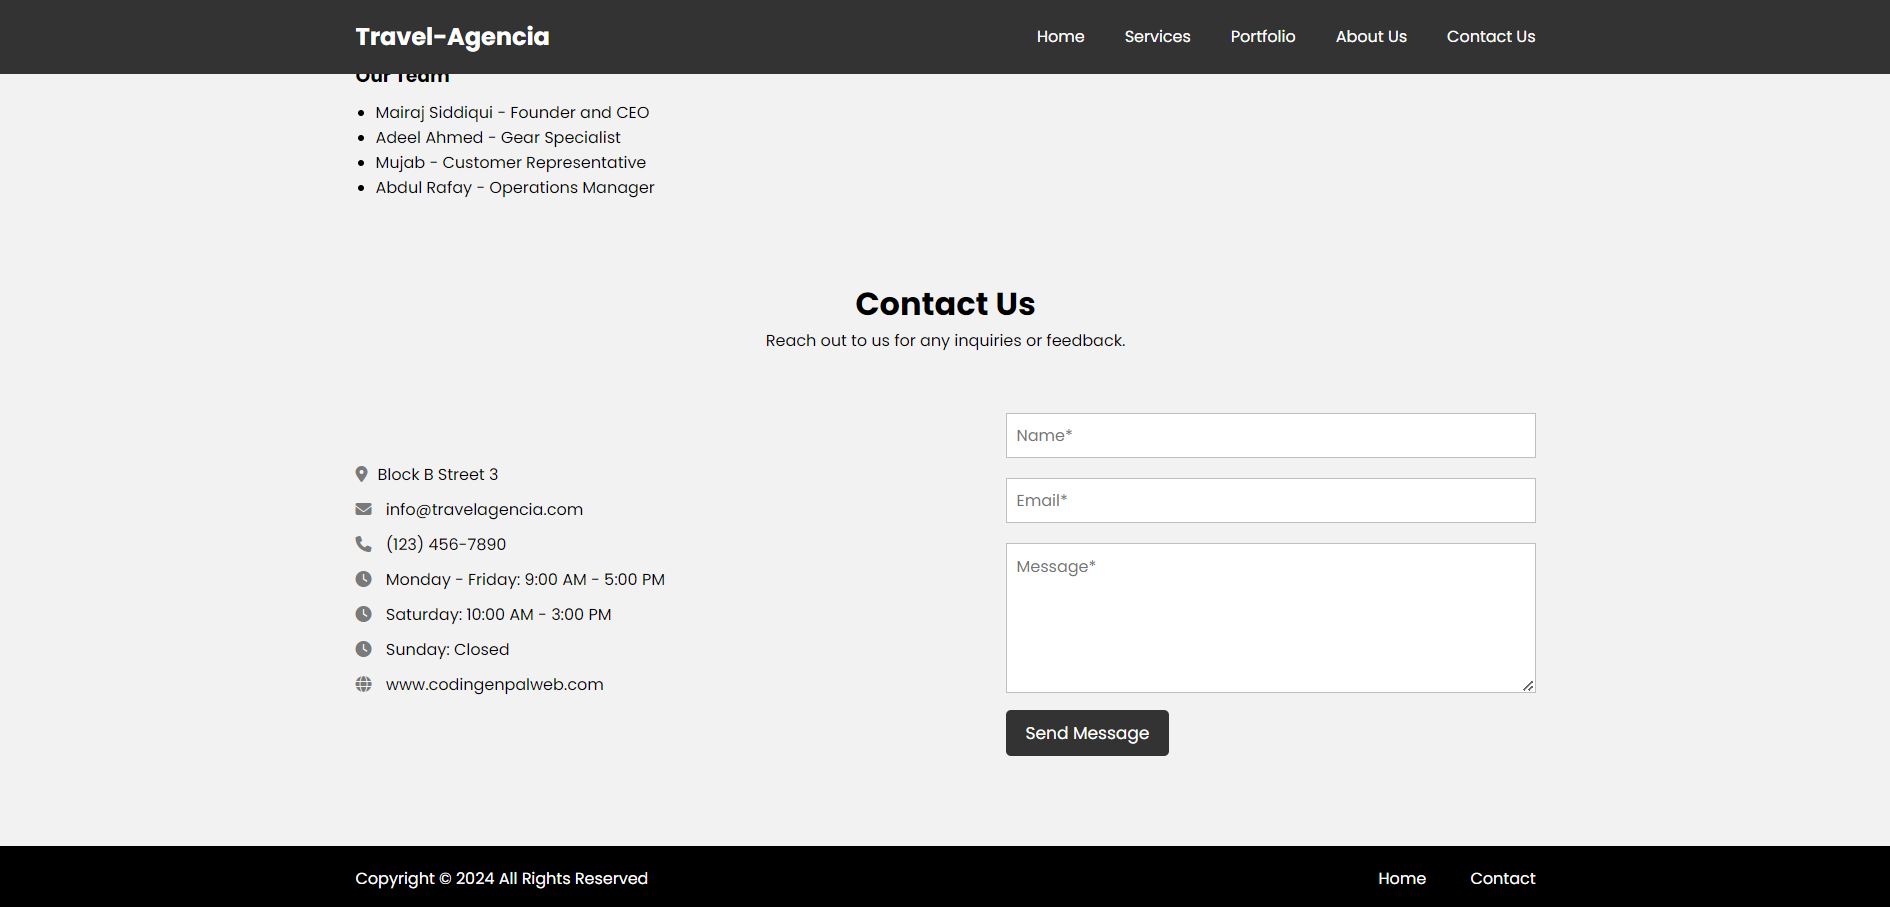 Travel-Agencia
Home Services Portfolio About Us Contact Us
Our Team
Mairaj Siddiqui - Founder and CEO
Adeel Ahmed - Gear Specialist
Mujab - Customer Representative
Abdul Rafay - Operations Manager
Contact Us
Reach out to us for any inquiries or feedback.
Block B Street 3
info@travelagencia.com
(123) 456-7890
Monday - Friday: 9:00 AM - 5:00 PM
Saturday: 10:00 AM - 3:00 PM
Sunday: Closed
www.codingenpalweb.com
Name*
Email*
Message*
Send Message
Copyright © 2024 All Rights Reserved
Home Contact